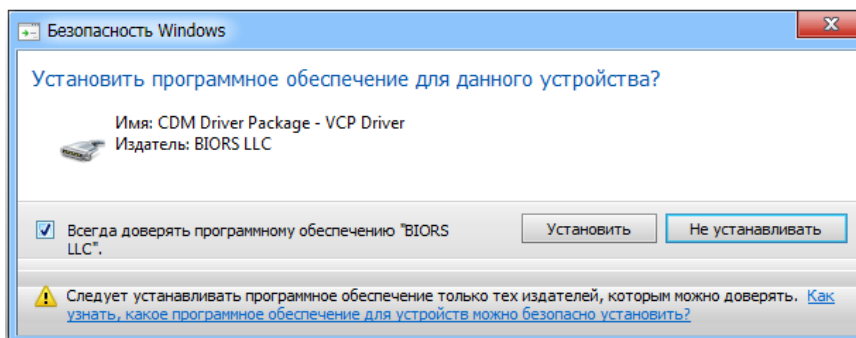 Безопасность Windows
Установить программное обеспечение для данного устройства?
Имя: CDM Driver Package - VCP Driver
Издатель: BIORS LLC
Всегда доверять программному обеспечению "BIORS
LLC".
Установить
Не устанавливать
Следует устанавливать программное обеспечение только тех издателей, которым можно доверять. Как
узнать, какое программное обеспечение для устройств можно безопасно установить?